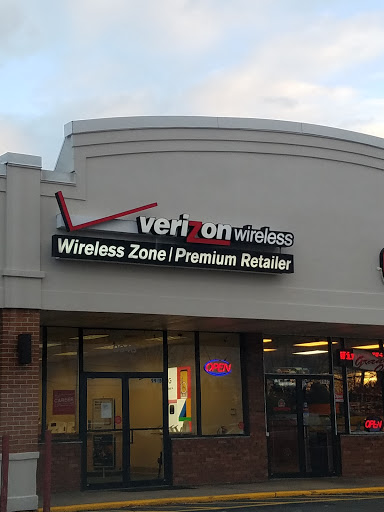 verizon wireless
Wireless Zone | Premium Retailer
OPEN
OPEN